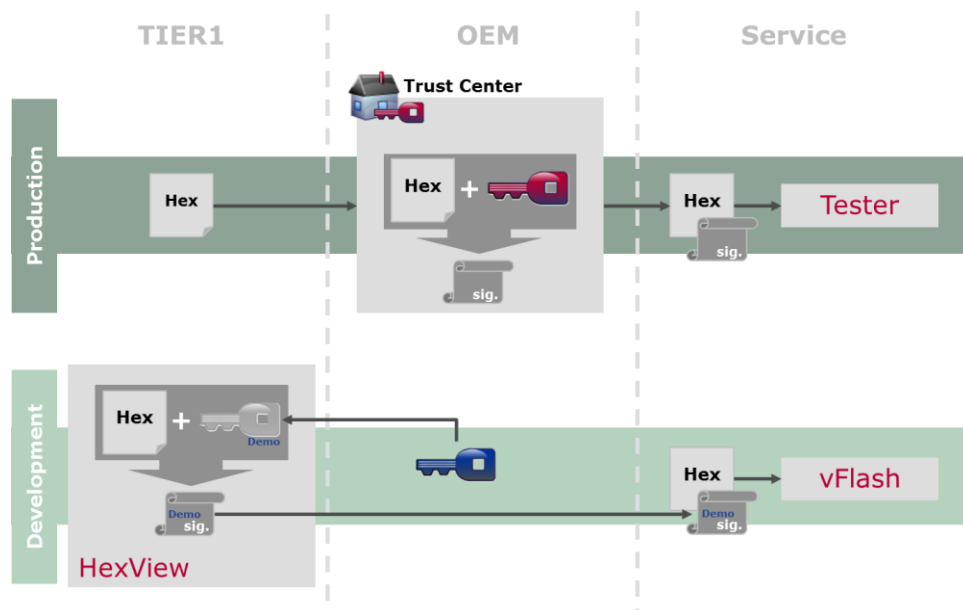 TIER1
OEM
Service
Trust Center
Production
Hex
Hex
+
sig.
Hex
sig.
Tester
Development
Hex
+
Demo
Demo
sig.
HexView
Hex
Demo
sig.
vFlash